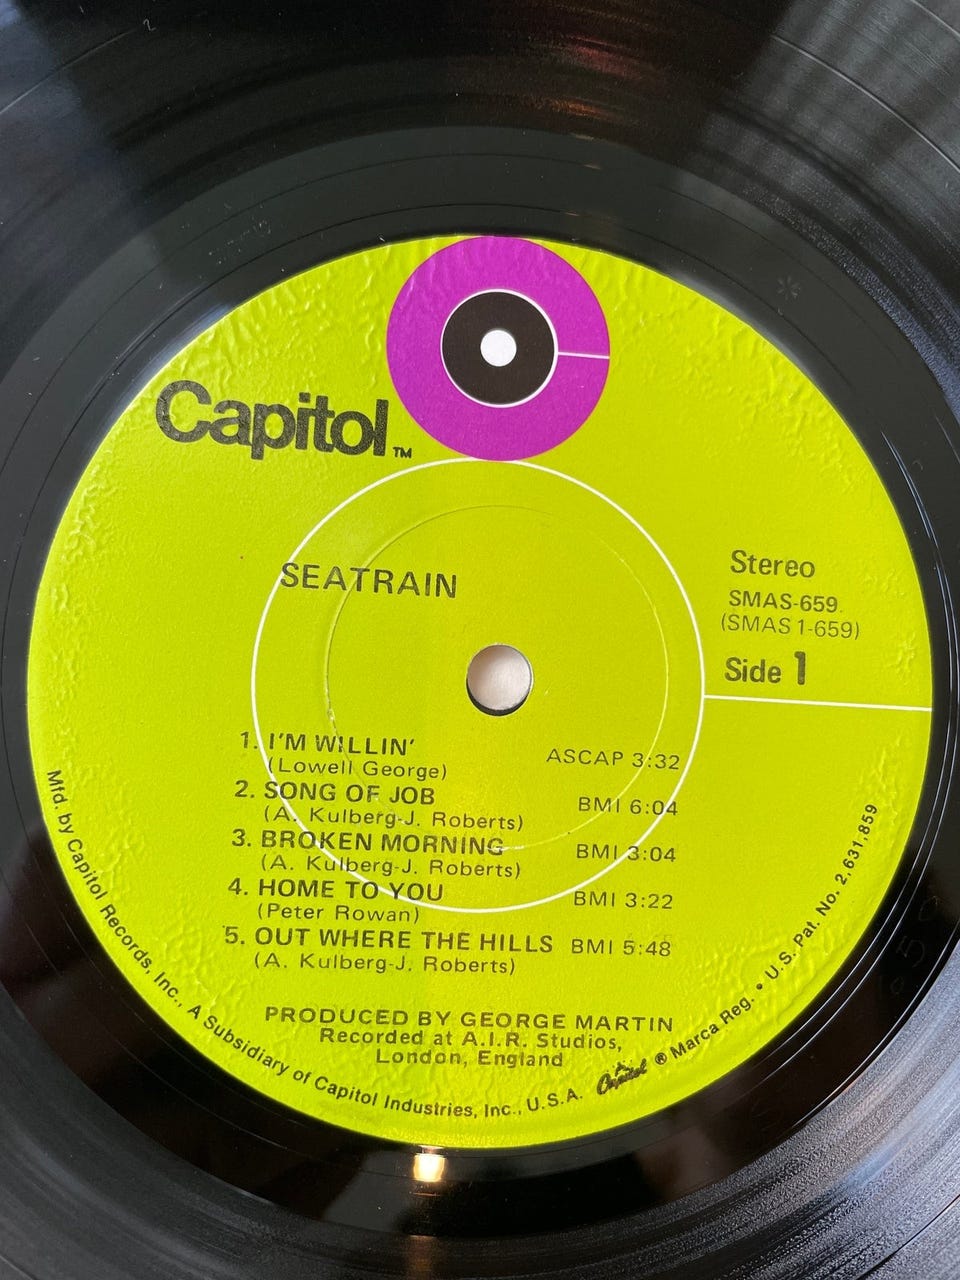 Capitol™
SEATRAIN
Stereo
SMAS-659
(SMAS 1-659)
Side 1
1. I'M WILLIN' ASCAP 3:32
(Lowell George)
2. SONG OF JOB BMI 6:04
(A. Kulberg-J. Roberts)
3. BROKEN MORNING BMI 3:04
(A. Kulberg-J. Roberts)
4. HOME TO YOU BMI 3:22
(Peter Rowan)
5. OUT WHERE THE HILLS BMI 5:48
(A. Kulberg-J. Roberts)
PRODUCED BY GEORGE MARTIN
Recorded at A.I.R. Studios,
London, England
Mfd. by Capitol Records, Inc., A Subsidiary of Capitol Industries, Inc., U.S.A. Capitol ® Marca Reg. • U.S. Pat. No. 2,631,859